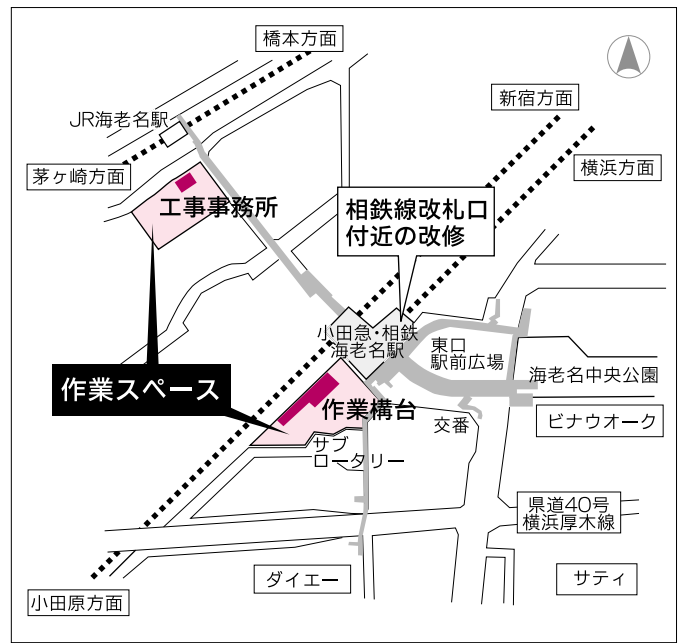 橋本方面
新宿方面
JR海老名駅
横浜方面
茅ヶ崎方面
工事事務所
相鉄線改札口
付近の改修
小田急・相鉄
海老名駅
東口
駅前広場
海老名中央公園
作業スペース
作業構台
交番
ビナウオーク
サブ
ロータリー
県道40号
横浜厚木線
ダイエー
サティ
小田原方面